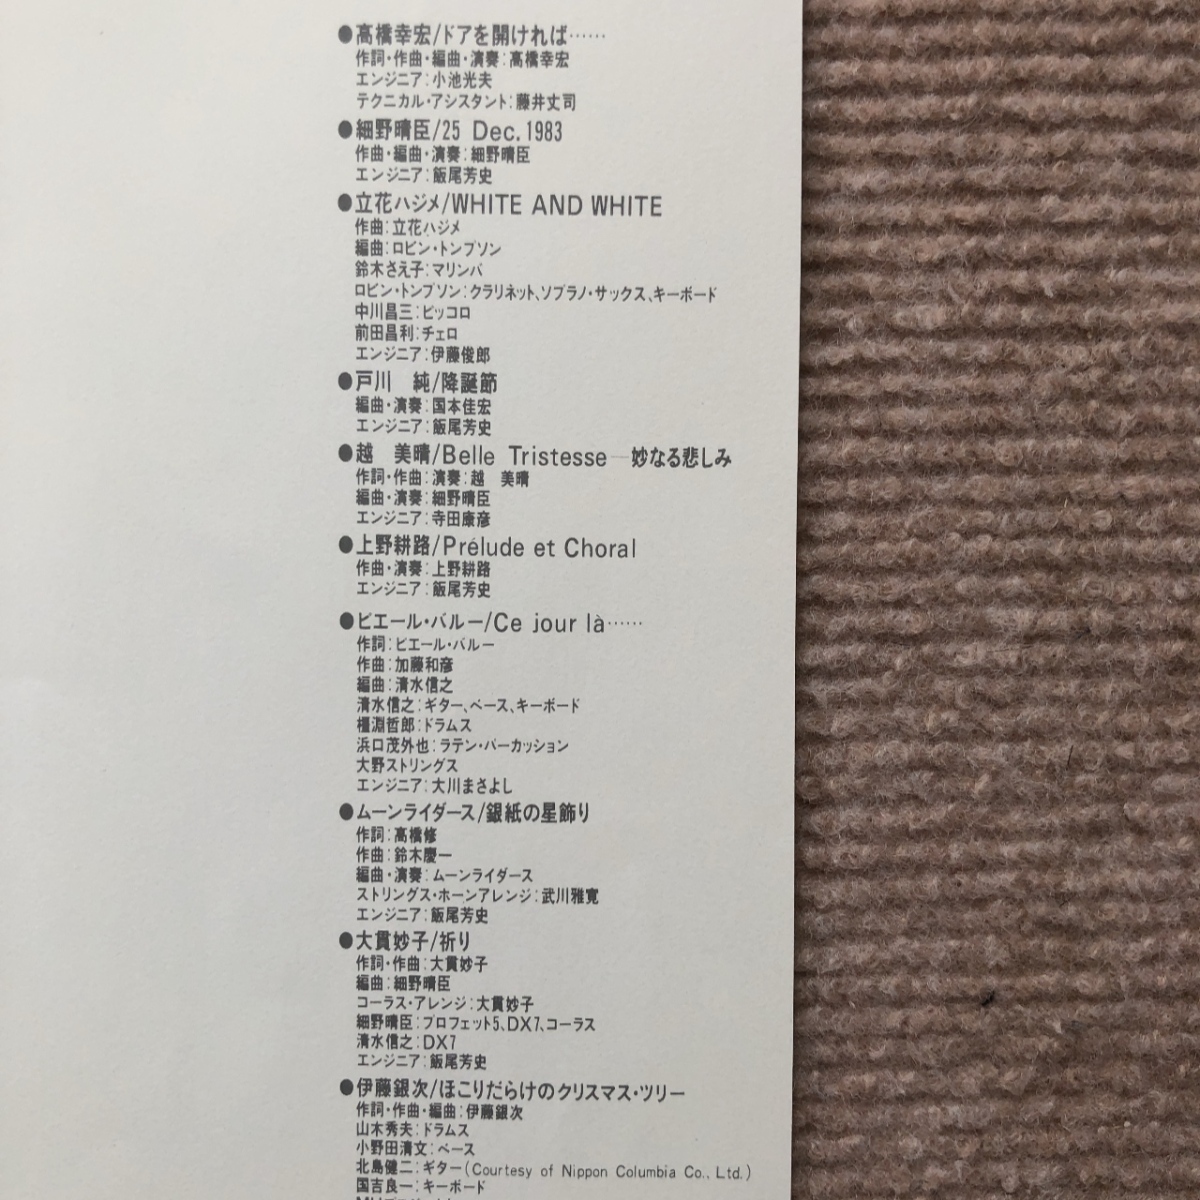 ●高橋幸宏/ドアを開ければ……
作詞・作曲・編曲・演奏:高橋幸宏
エンジニア:小池光夫
テクニカル・アシスタント:藤井丈司
●細野晴臣/25 Dec. 1983
作曲・編曲・演奏:細野晴臣
エンジニア:飯尾芳史
●立花ハジメ/WHITE AND WHITE
作曲:立花ハジメ
編曲:ロビン・トンプソン
鈴木さえ子:マリンバ
ロビン・トンプソン:クラリネット、ソプラノ・サックス、キーボード
中川昌三:ピッコロ
前田昌利:チェロ
エンジニア:伊藤俊郎
●戸川 純/降誕節
編曲・演奏:国本佳宏
エンジニア:飯尾芳史
●越 美晴/Belle Tristesse—妙なる悲しみ
作詞・作曲:演奏:越 美晴
編曲・演奏:細野晴臣
エンジニア:寺田康彦
●上野耕路/Prélude et Choral
作曲・演奏:上野耕路
エンジニア:飯尾芳史
●ピエール・バルー/Ce jour là……
作詞:ピエール・バルー
作曲:加藤和彦
編曲:清水信之
清水信之:ギター、ベース、キーボード
橿淵哲郎:ドラムス
浜口茂外也:ラテン・パーカッション
大野ストリングス
エンジニア:大川まさよし
●ムーンライダース/銀紙の星飾り
作詞:高橋修
作曲:鈴木慶一
編曲・演奏:ムーンライダース
ストリングス・ホーンアレンジ:武川雅寛
エンジニア:飯尾芳史
●大貫妙子/祈り
作詞・作曲:大貫妙子
編曲:細野晴臣
コーラス・アレンジ:大貫妙子
細野晴臣:プロフェット5、DX7、コーラス
清水信之:DX7
エンジニア:飯尾芳史
●伊藤銀次/ほこりだらけのクリスマス・ツリー
作詞・作曲・編曲:伊藤銀次
山木秀夫:ドラムス
小野田清文:ベース
北島健二:ギター(Courtesy of Nippon Columbia Co., Ltd.)
国吉良一:キーボード